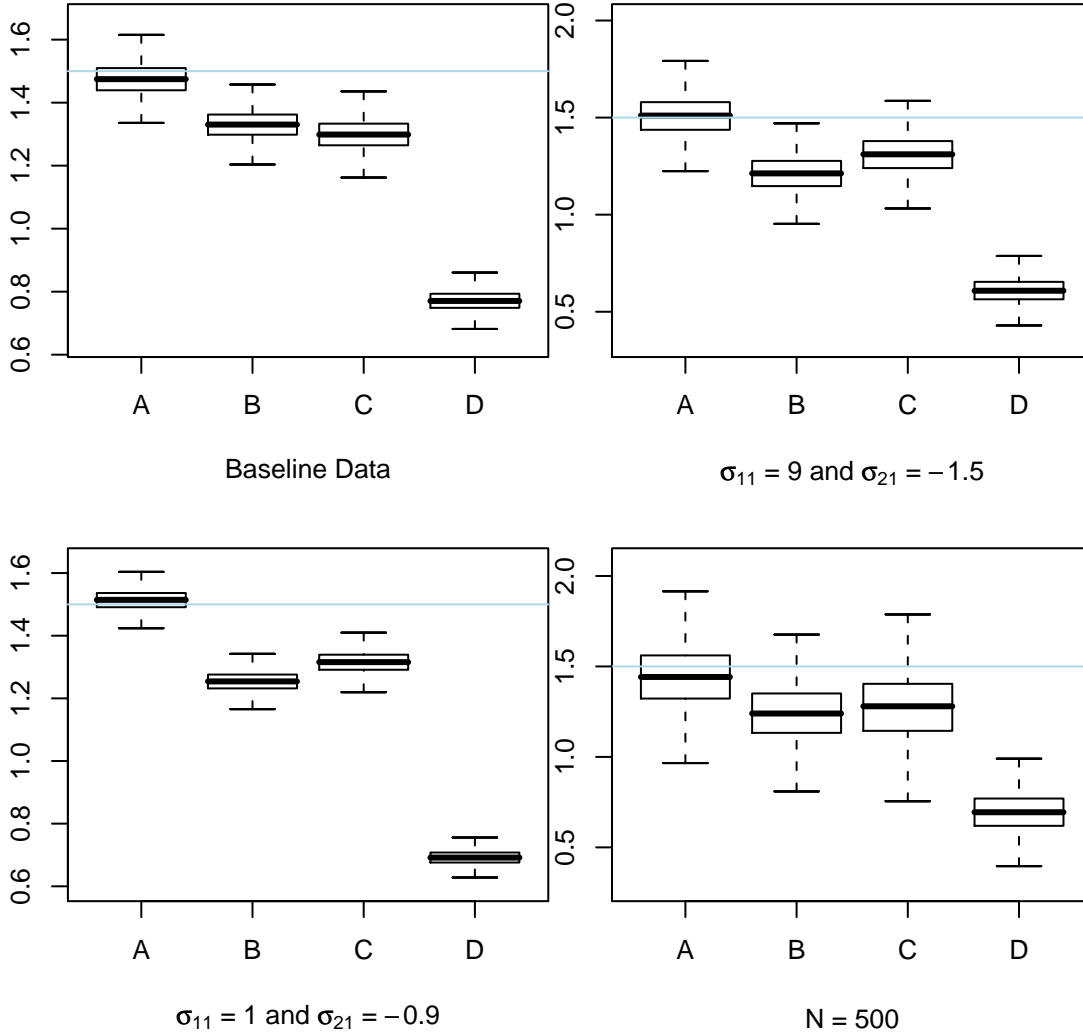 1.6
1.4
1.2
1.0
0.8
0.6
A B C D
Baseline Data
2.0
1.5
1.0
0.5
A B C D
σ11 = 9 and σ21 = −1.5
1.6
1.4
1.2
1.0
0.8
0.6
A B C D
σ11 = 1 and σ21 = −0.9
2.0
1.5
1.0
0.5
A B C D
N = 500